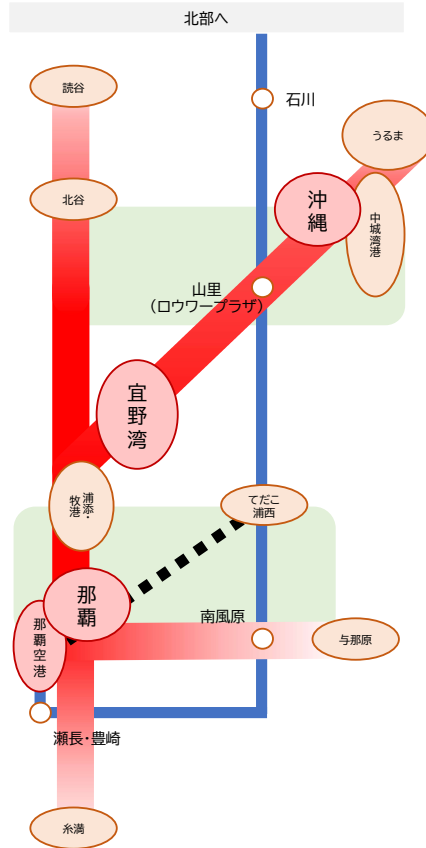 北部へ
読谷
石川
うるま
北谷
沖縄
中城湾港
山里
(ロウワープラザ)
宜野湾
浦添・
牧港
てだこ
浦西
那覇
南風原
那覇空港
与那原
瀬長・豊崎
糸満